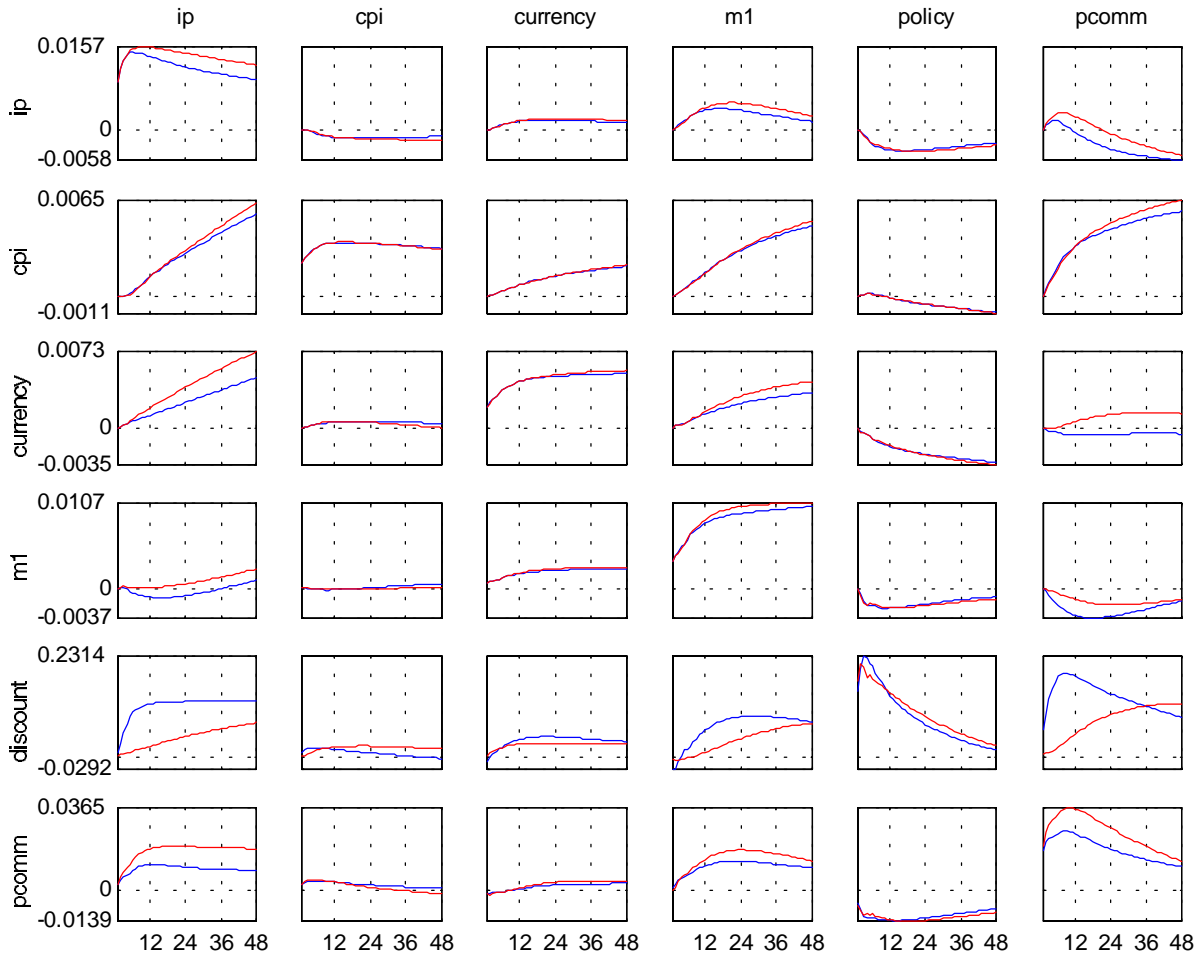 ip cpi currency m1 policy pcomm
0.0157
ip
0
-0.0058
0.0065
cpi
0
-0.0011
0.0073
currency
0
-0.0035
0.0107
m1
0
-0.0037
0.2314
discount
-0.0292
0.0365
pcomm
0
-0.0139
12 24 36 48 12 24 36 48 12 24 36 48 12 24 36 48 12 24 36 48 12 24 36 48